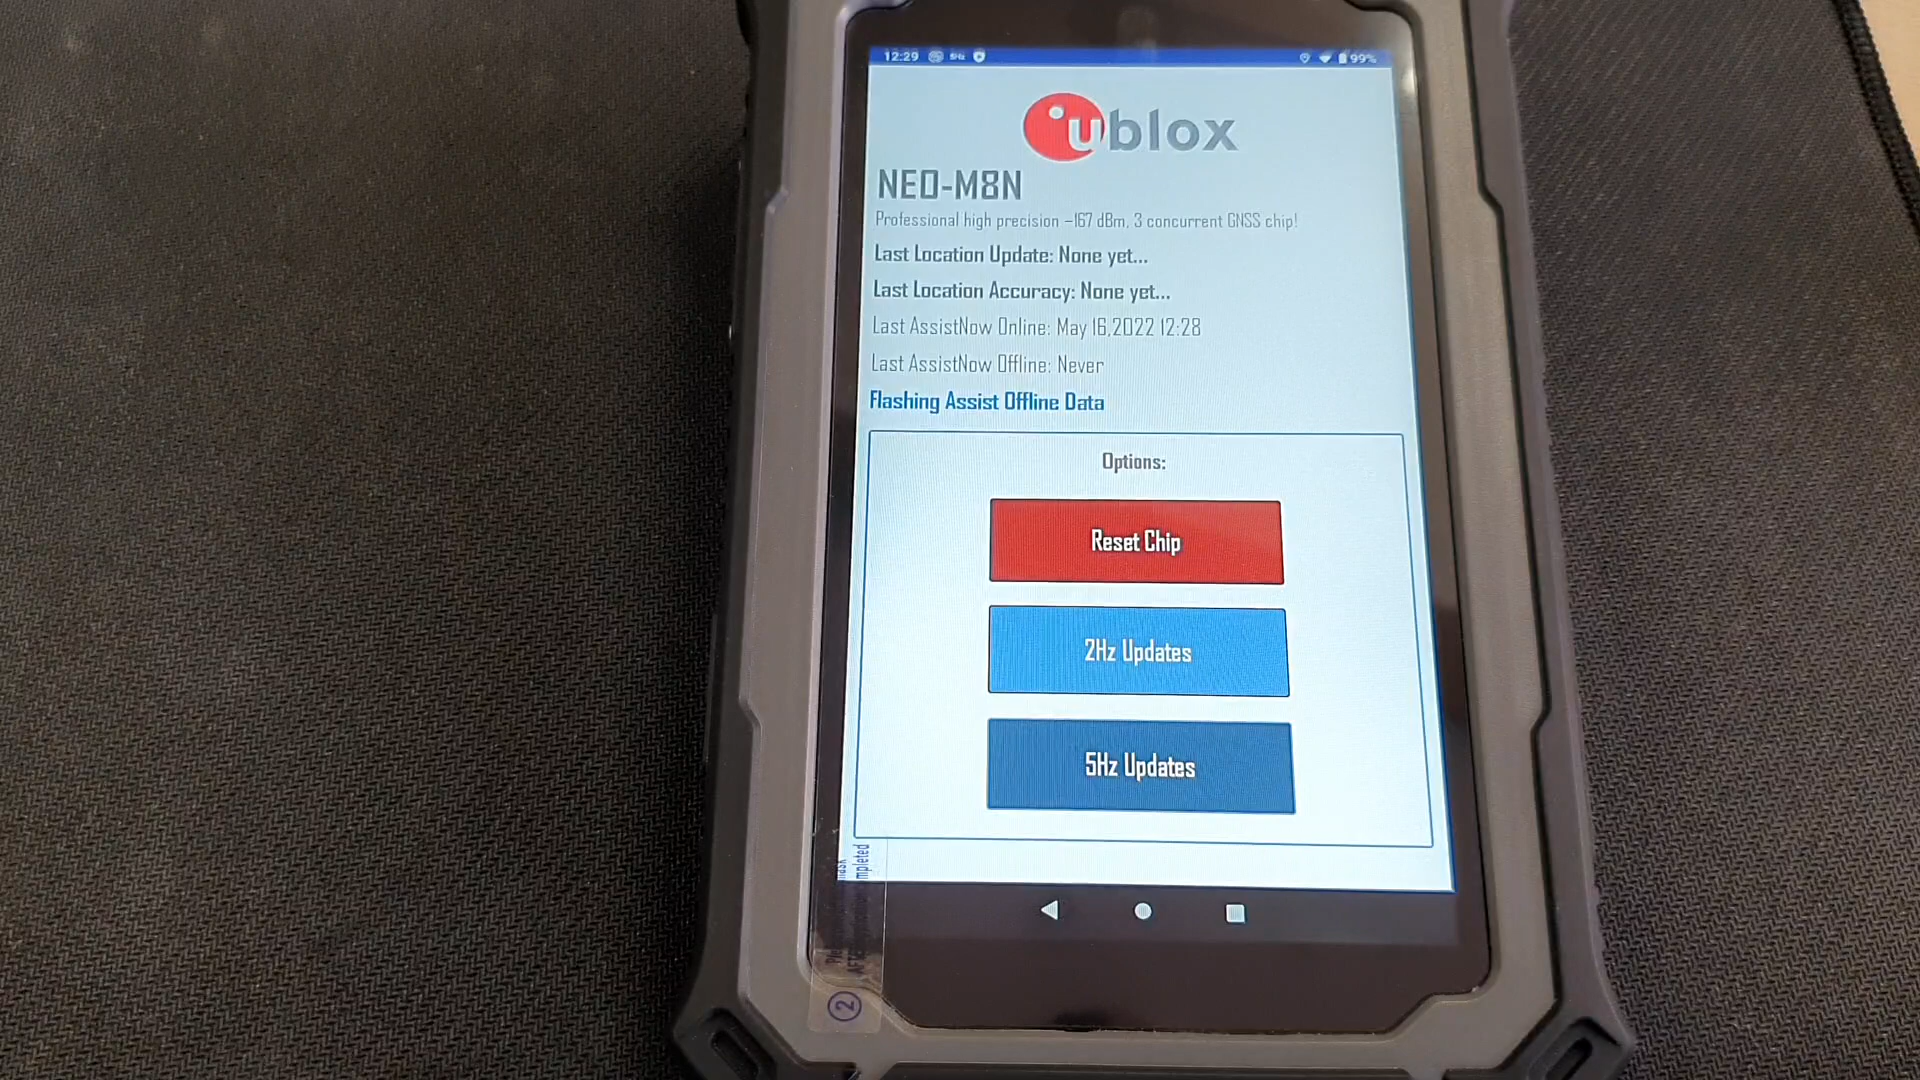 12:29 5Hz 99%
ublox
NEO-M8N
Professional high precision –167 dBm, 3 concurrent GNSS chip!
Last Location Update: None yet...
Last Location Accuracy: None yet...
Last AssistNow Online: May 16,2022 12:28
Last AssistNow Offline: Never
Flashing Assist Offline Data
Options:
Reset Chip
2Hz Updates
5Hz Updates
2